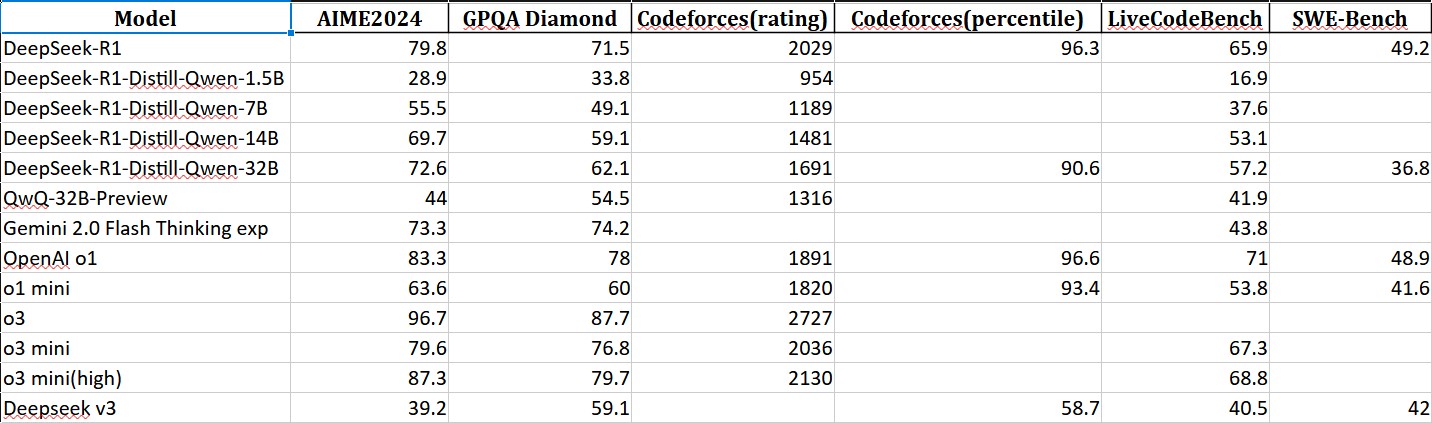 Model AIME2024 GPQA Diamond Codeforces(rating) Codeforces(percentile) LiveCodeBench SWE-Bench
DeepSeek-R1 79.8 71.5 2029 96.3 65.9 49.2
DeepSeek-R1-Distill-Qwen-1.5B 28.9 33.8 954 16.9
DeepSeek-R1-Distill-Qwen-7B 55.5 49.1 1189 37.6
DeepSeek-R1-Distill-Qwen-14B 69.7 59.1 1481 53.1
DeepSeek-R1-Distill-Qwen-32B 72.6 62.1 1691 90.6 57.2 36.8
QwQ-32B-Preview 44 54.5 1316 41.9
Gemini 2.0 Flash Thinking exp 73.3 74.2 43.8
OpenAI o1 83.3 78 1891 96.6 71 48.9
o1 mini 63.6 60 1820 93.4 53.8 41.6
o3 96.7 87.7 2727
o3 mini 79.6 76.8 2036 67.3
o3 mini(high) 87.3 79.7 2130 68.8
Deepseek v3 39.2 59.1 58.7 40.5 42